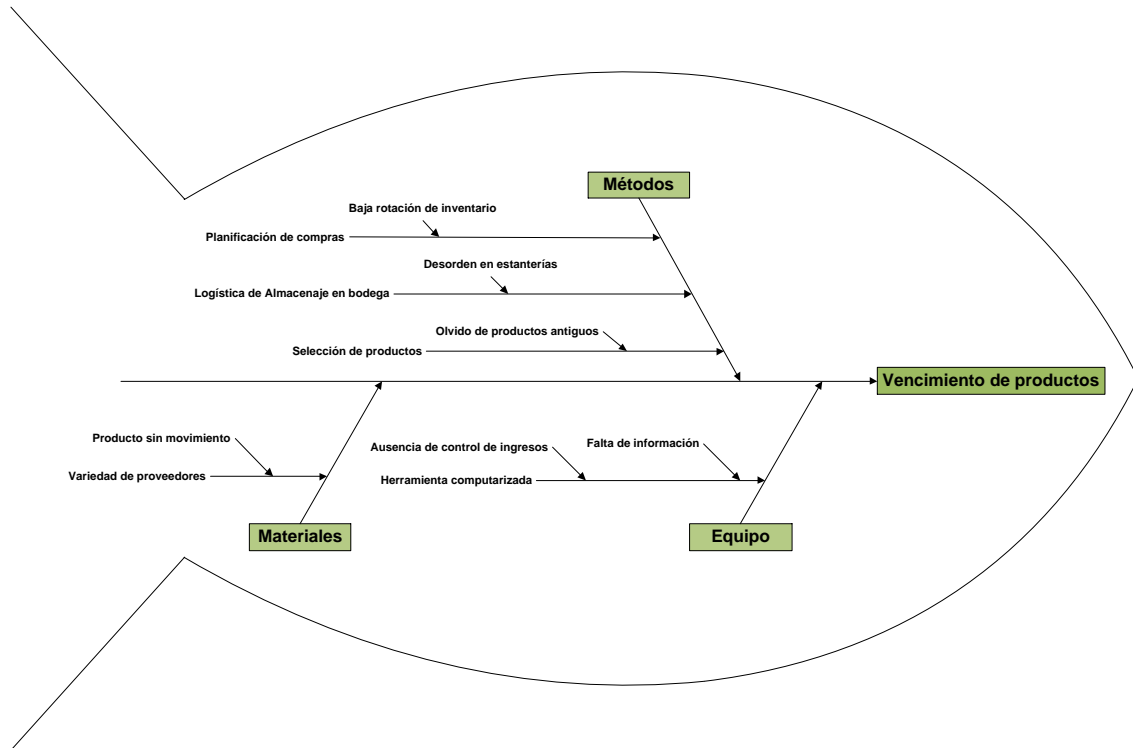 Métodos
Baja rotación de inventario
Planificación de compras
Desorden en estanterías
Logística de Almacenaje en bodega
Olvido de productos antiguos
Selección de productos
Vencimiento de productos
Producto sin movimiento
Variedad de proveedores
Ausencia de control de ingresos
Falta de información
Herramienta computarizada
Materiales
Equipo